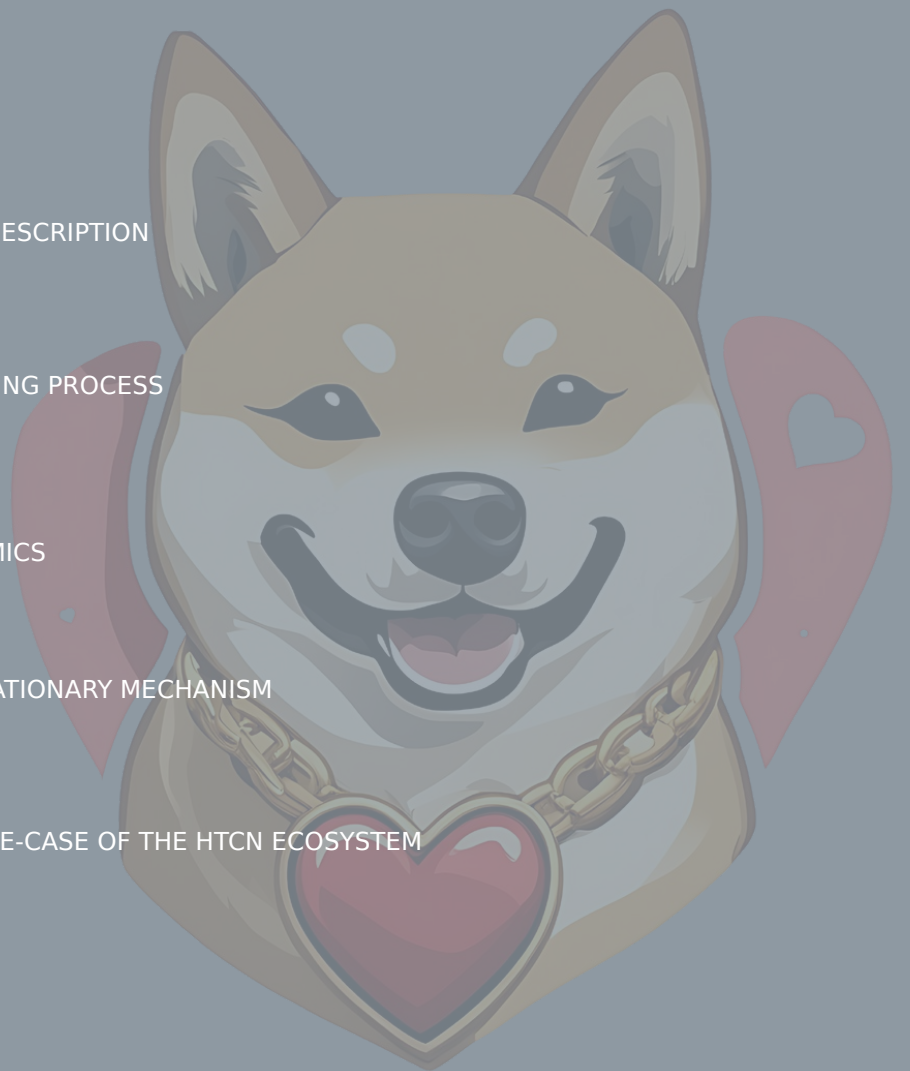 ESCRIPTION
NG PROCESS
MICS
ATIONARY MECHANISM
E-CASE OF THE HTCN ECOSYSTEM